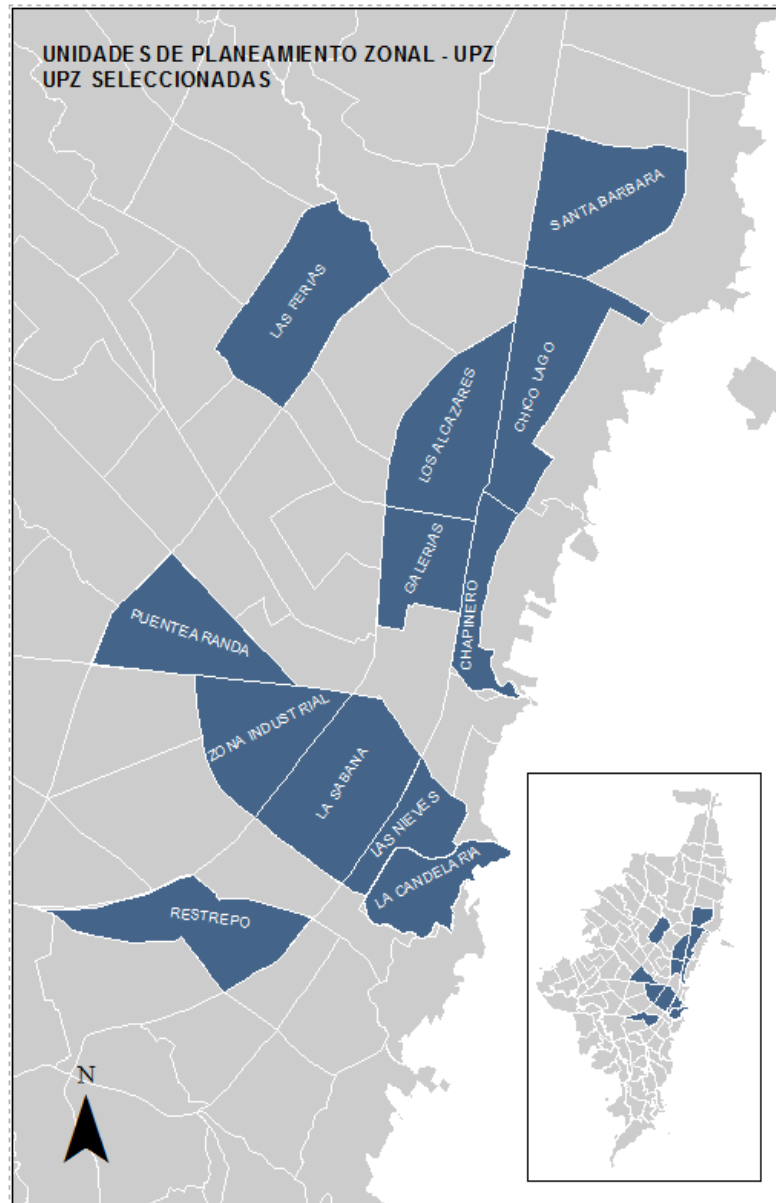 UNIDADES DE PLANEAMIENTO ZONAL - UPZ
UPZ SELECCIONADAS
SANTA BARBARA
LAS FERIAS
CHICO LAGO
LOS ALCAZARES
GALERIAS
CHAPINERO
PUENTE ARANDA
ZONA INDUSTRIAL
LA SABANA
LAS NIEVES
LA CANDELARIA
RESTREPO
N